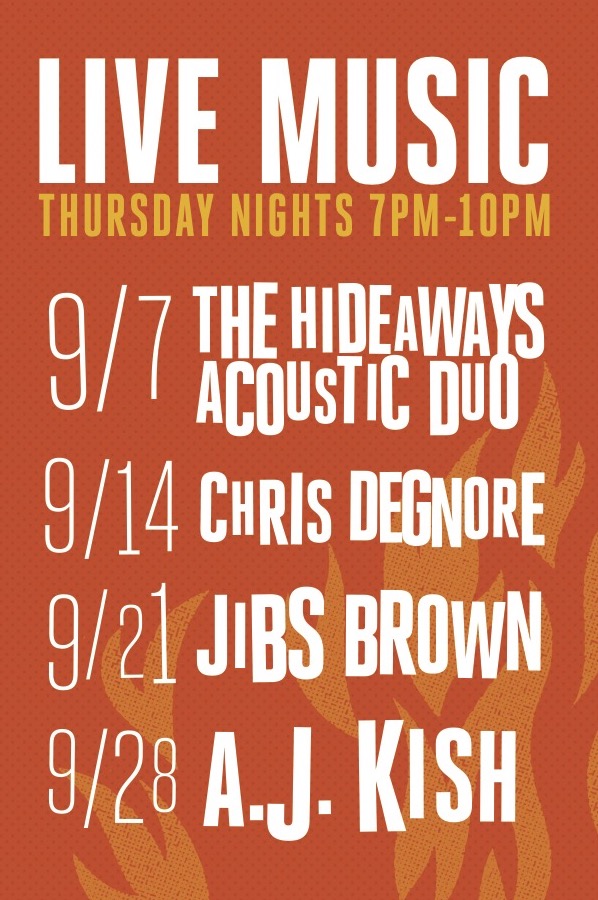 LIVE MUSIC
THURSDAY NIGHTS 7PM-10PM
9/7 THE HIDEAWAYS
ACOUSTIC DUO
9/14 CHRIS DEGNORE
9/21 JIBS BROWN
9/28 A.J. KISH